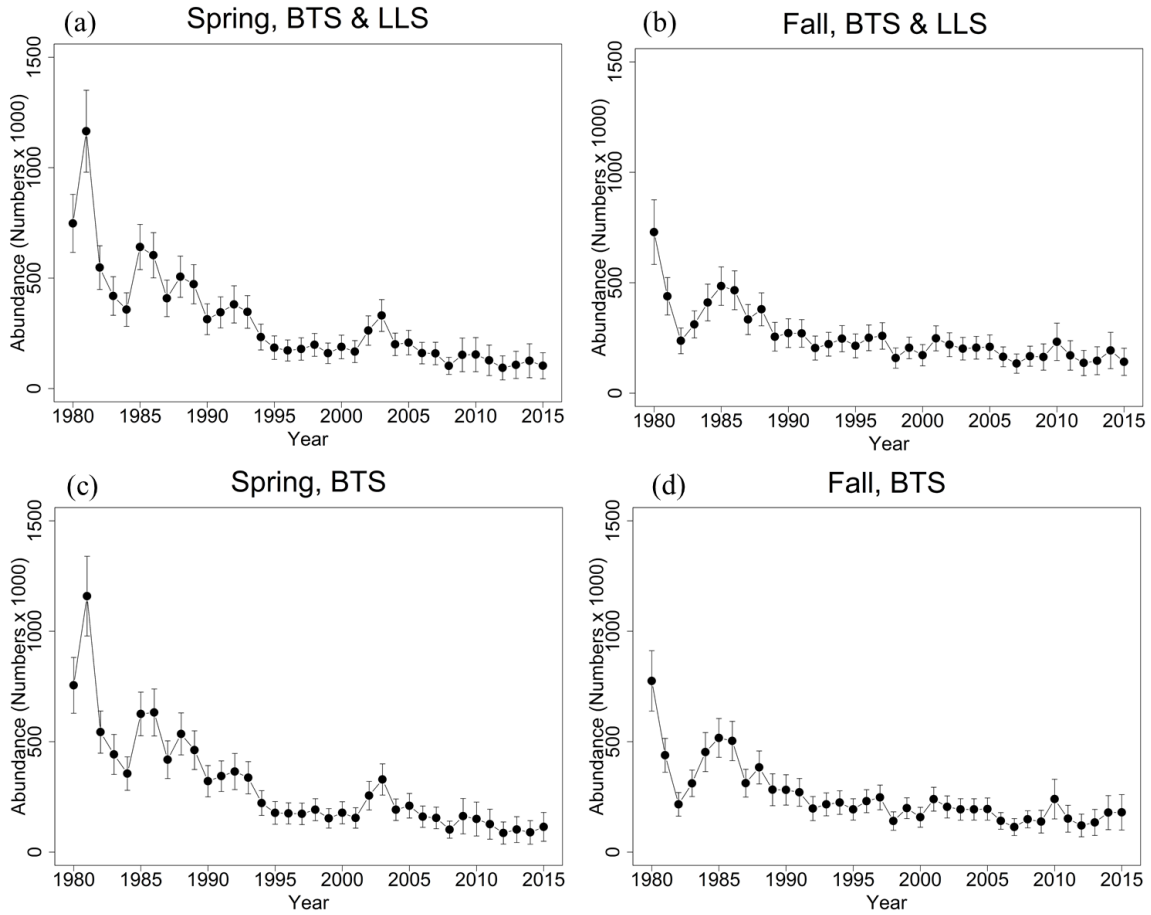 (a) Spring, BTS & LLS
Abundance (Numbers x 1000)
1500
1000
500
0
1980 1985 1990 1995 2000 2005 2010 2015
Year
(b) Fall, BTS & LLS
Abundance (Numbers x 1000)
1500
1000
500
0
1980 1985 1990 1995 2000 2005 2010 2015
Year
(c) Spring, BTS
Abundance (Numbers x 1000)
1500
1000
500
0
1980 1985 1990 1995 2000 2005 2010 2015
Year
(d) Fall, BTS
Abundance (Numbers x 1000)
1500
1000
500
0
1980 1985 1990 1995 2000 2005 2010 2015
Year